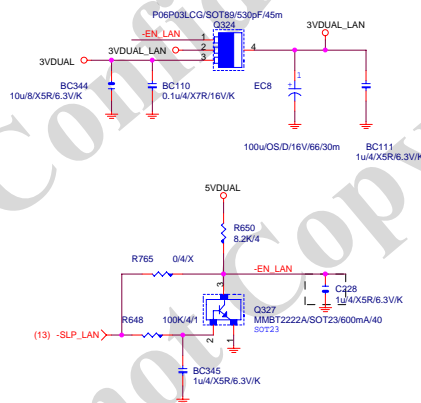 P06P03LCG/SOT89/530pF/45m
Q324
3VDUAL_LAN
-EN_LAN
1
3VDUAL_LAN
2
4
3VDUAL
3
BC344
10u/8/X5R/6.3V/K
BC110
0.1u/4/X7R/16V/K
EC8
+
1
100u/OS/D/16V/66/30m
BC111
1u/4/X5R/6.3V/K
5VDUAL
R650
8.2K/4
R765
0/4/X
-EN_LAN
3
C228
1u/4/X5R/6.3V/K
Q327
MMBT2222A/SOT23/600mA/40
SOT23
(13) -SLP_LAN
R648
100K/4/1
2
1
BC345
1u/4/X5R/6.3V/K
not Copy